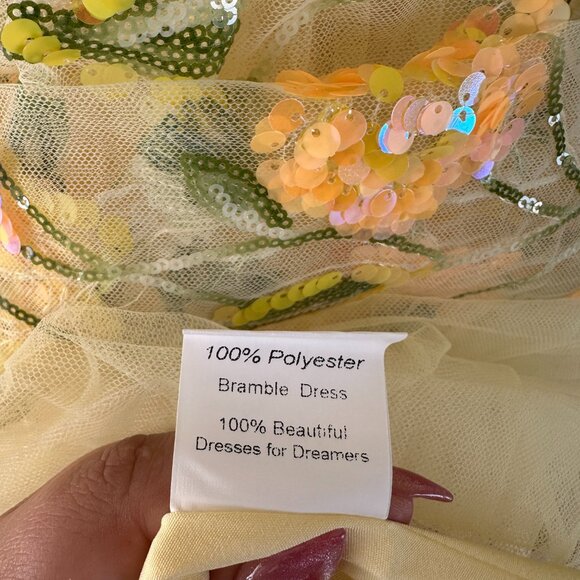 100% Polyester
Bramble Dress
100% Beautiful
Dresses for Dreamers